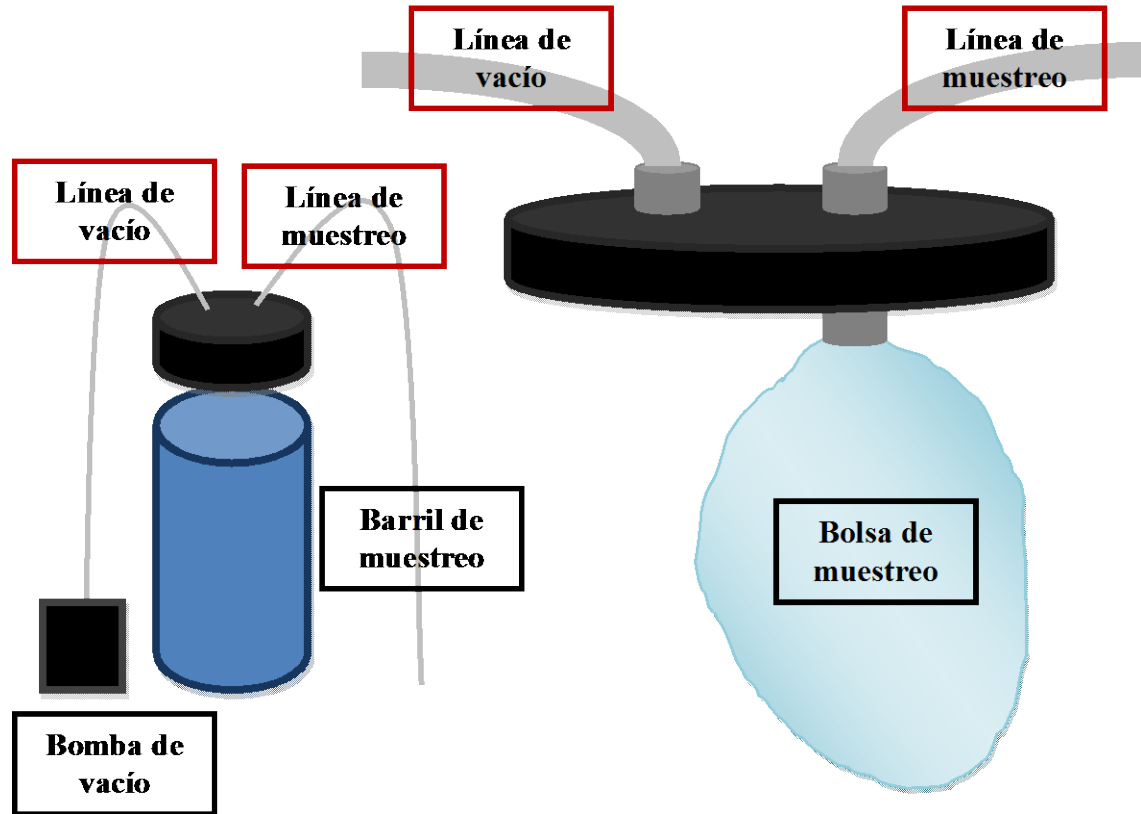 Línea de
vacío
Línea de
muestreo
Línea de
vacío
Línea de
muestreo
Barril de
muestreo
Bolsa de
muestreo
Bomba de
vacío